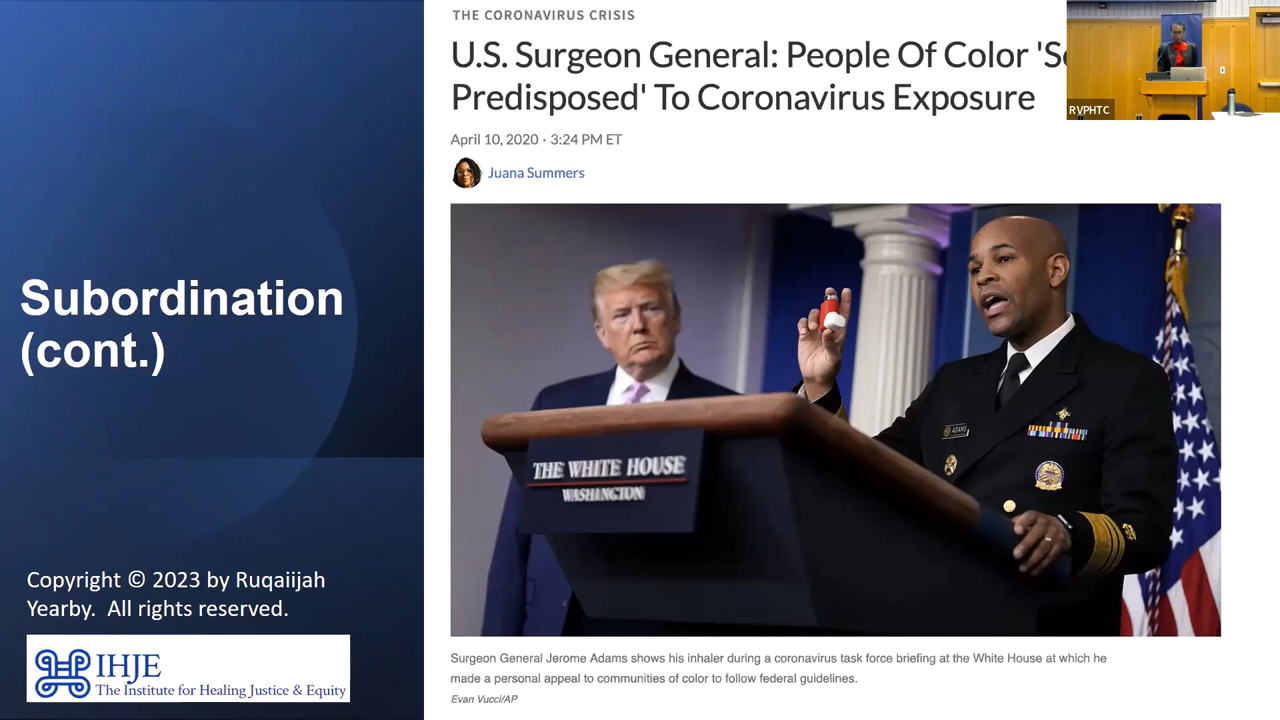 THE CORONAVIRUS CRISIS
U.S. Surgeon General: People Of Color
Predisposed' To Coronavirus Exposure
April 10, 2020 · 3:24 PM ET
Juana Summers
RVPHTC
Subordination
(cont.)
THE WHITE HOUSE
WASHINGTON
ADAMS
Copyright © 2023 by Ruqaiijah
Yearby. All rights reserved.
IHJE
The Institute for Healing Justice & Equity
Surgeon General Jerome Adams shows his inhaler during a coronavirus task force briefing at the White House at which he
made a personal appeal to communities of color to follow federal guidelines.
Evan Vucci/AP